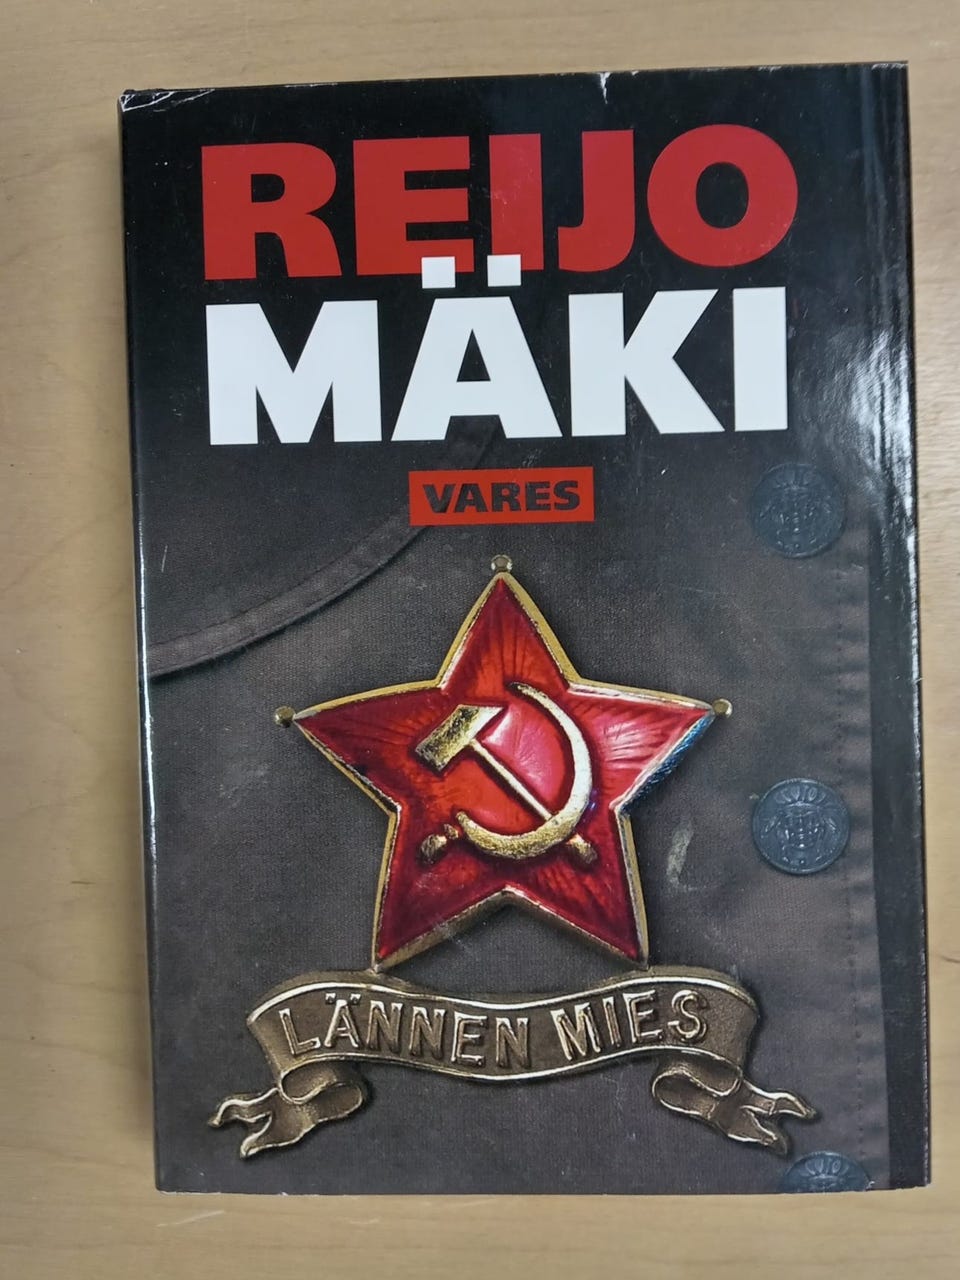 REIJO
MÄKI
VARES
LÄNNEN MIES